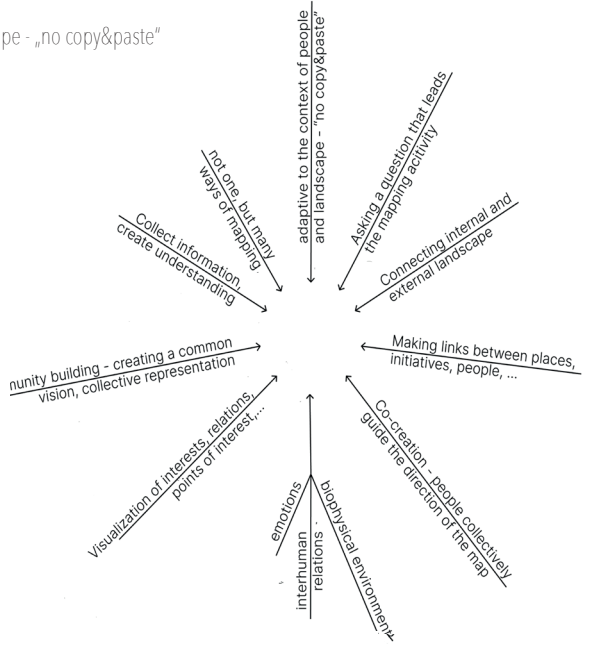 pe - „no copy&paste“
adaptive to the context of people
and landscape - "no copy&paste"
Asking a question that leads
the mapping acitivity
not one, but many
ways of mapping
Connecting internal and
external landscape
Collect information,
create understanding
Making links between places,
initiatives, people, ...
nunity building - creating a common
vision, collective representation
Co-creation - people collectively
guide the direction of the map
Visualization of interests, relations,
points of interest,...
emotions
interhuman
relations
biophysical environment